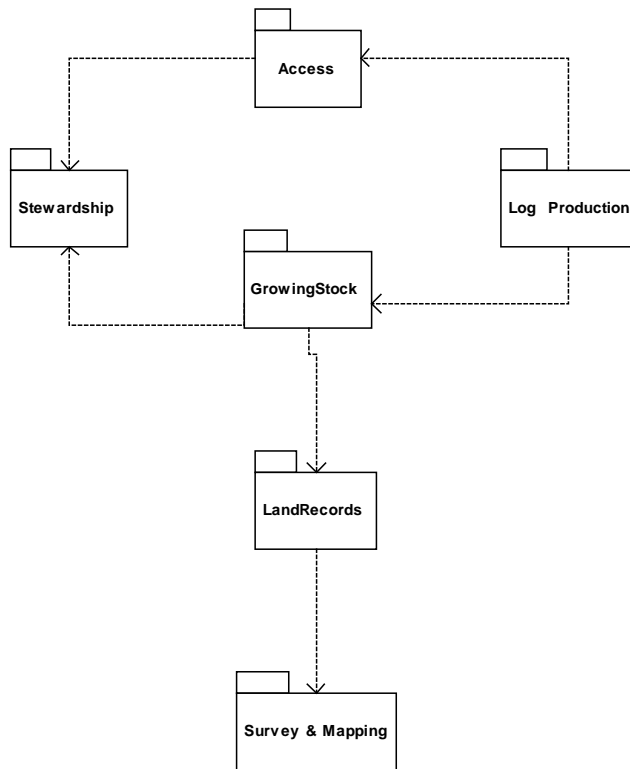 Access
Stewardship
Log Production
GrowingStock
LandRecords
Survey & Mapping